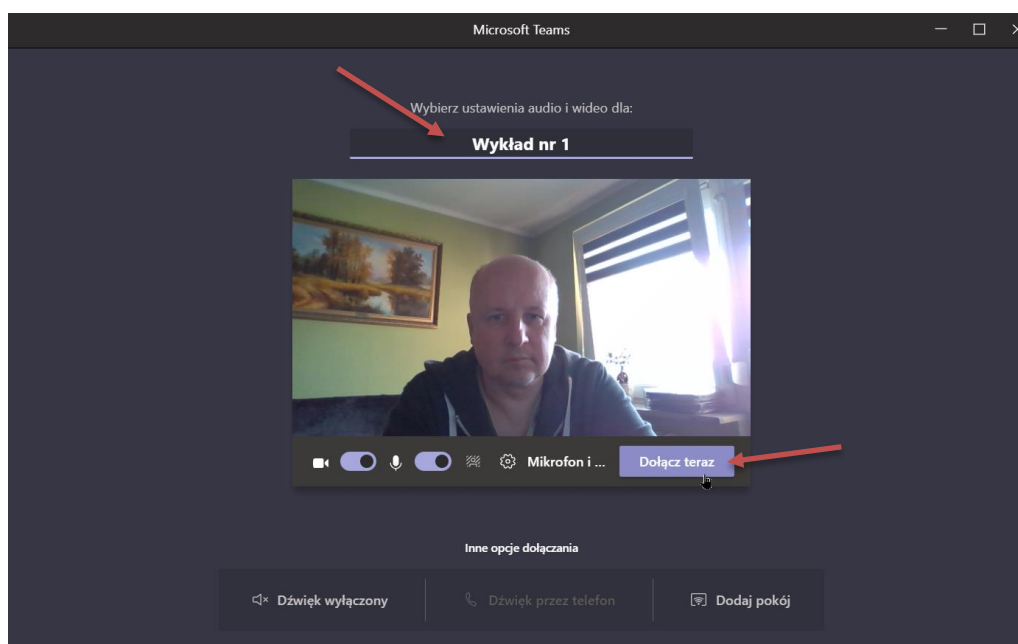 Microsoft Teams
Wybierz ustawienia audio i wideo dla:
Wykład nr 1
Mikrofon i ...
Dołącz teraz
Inne opcje dołączania
Dźwięk wyłączony
Dźwięk przez telefon
Dodaj pokój